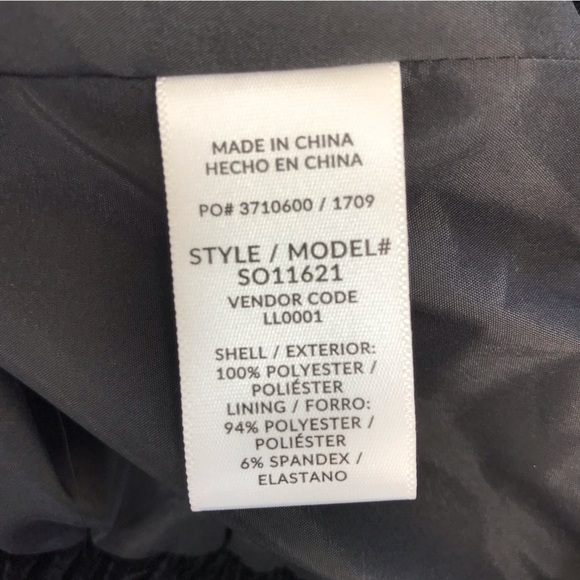 MADE IN CHINA
HECHO EN CHINA
PO# 3710600 / 1709
STYLE / MODEL#
SO11621
VENDOR CODE
LL0001
SHELL / EXTERIOR:
100% POLYESTER /
POLIÉSTER
LINING / FORRO:
94% POLYESTER /
POLIÉSTER
6% SPANDEX /
ELASTANO